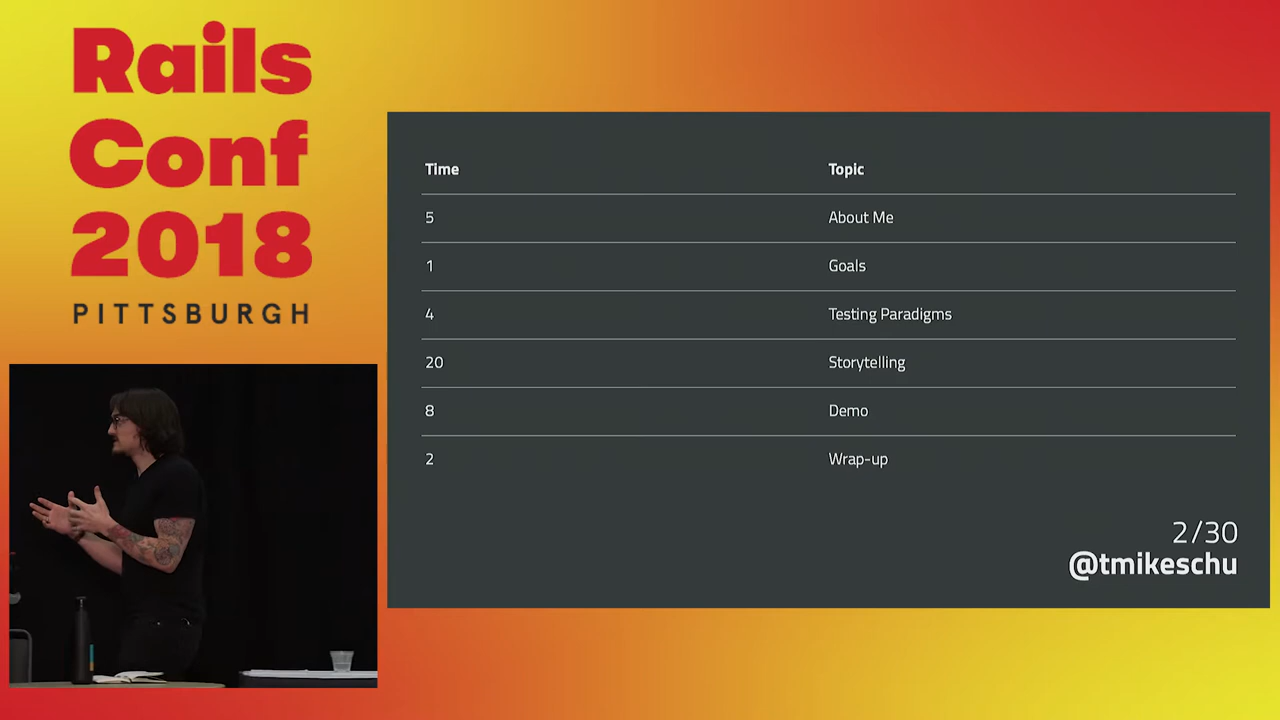 Rails
Conf
2018
PITTSBURGH
Time Topic
5 About Me
1 Goals
4 Testing Paradigms
20 Storytelling
8 Demo
2 Wrap-up
2/30
@tmikeschu